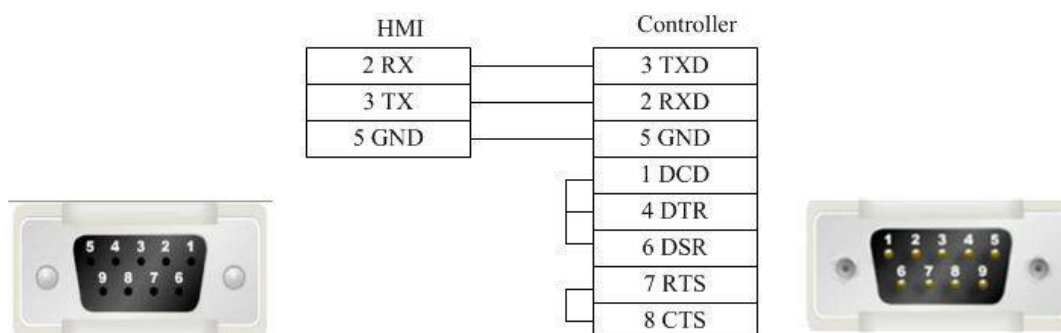 HMI Controller
2 RX 3 TXD
3 TX 2 RXD
5 GND 5 GND
1 DCD
4 DTR
6 DSR
7 RTS
8 CTS
5 4 3 2 1
9 8 7 6
1 2 3 4 5
6 7 8 9